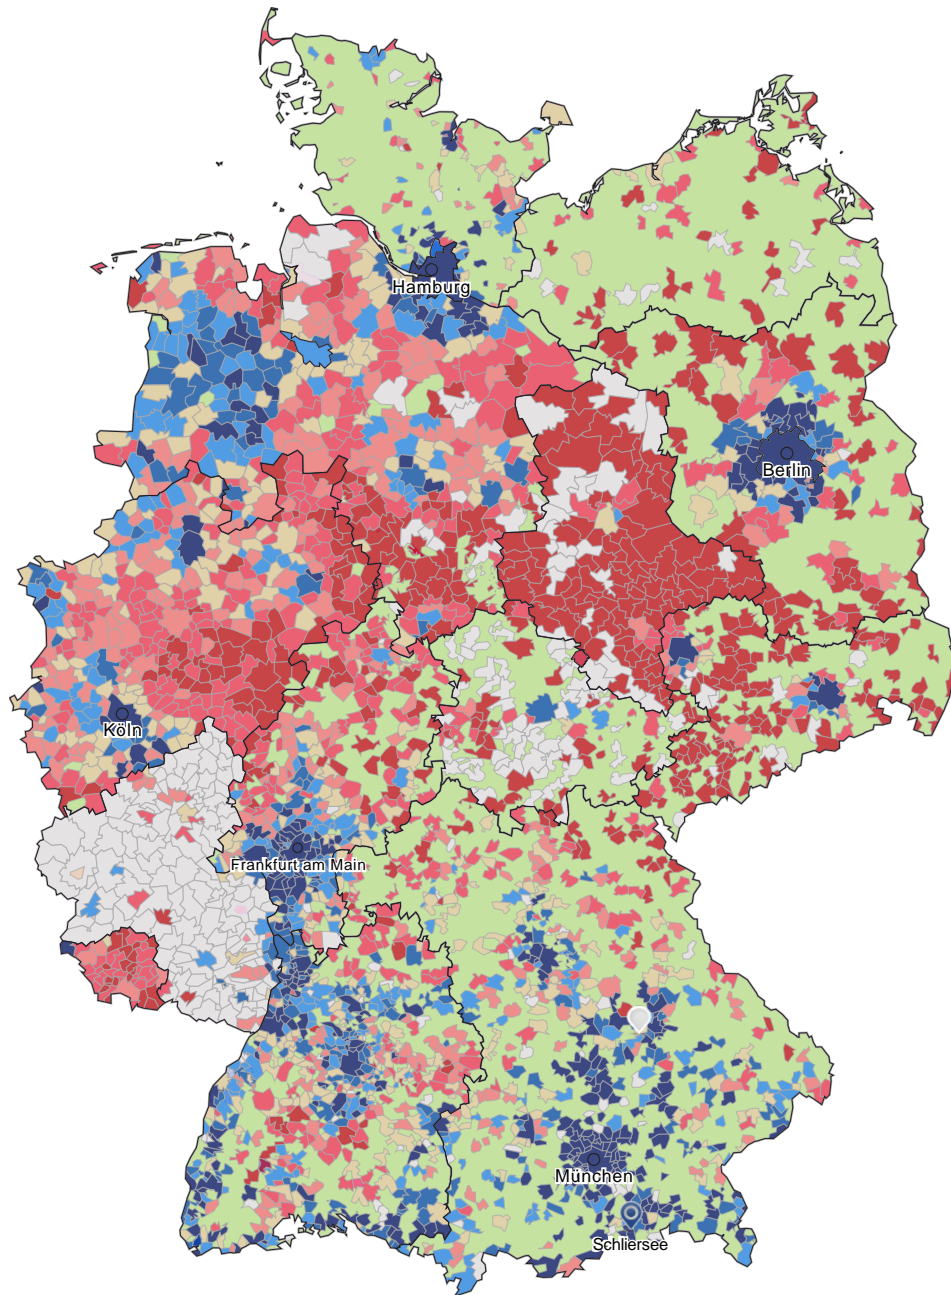 Hamburg
Berlin
Köln
Frankfurt am Main
München
Schliersee